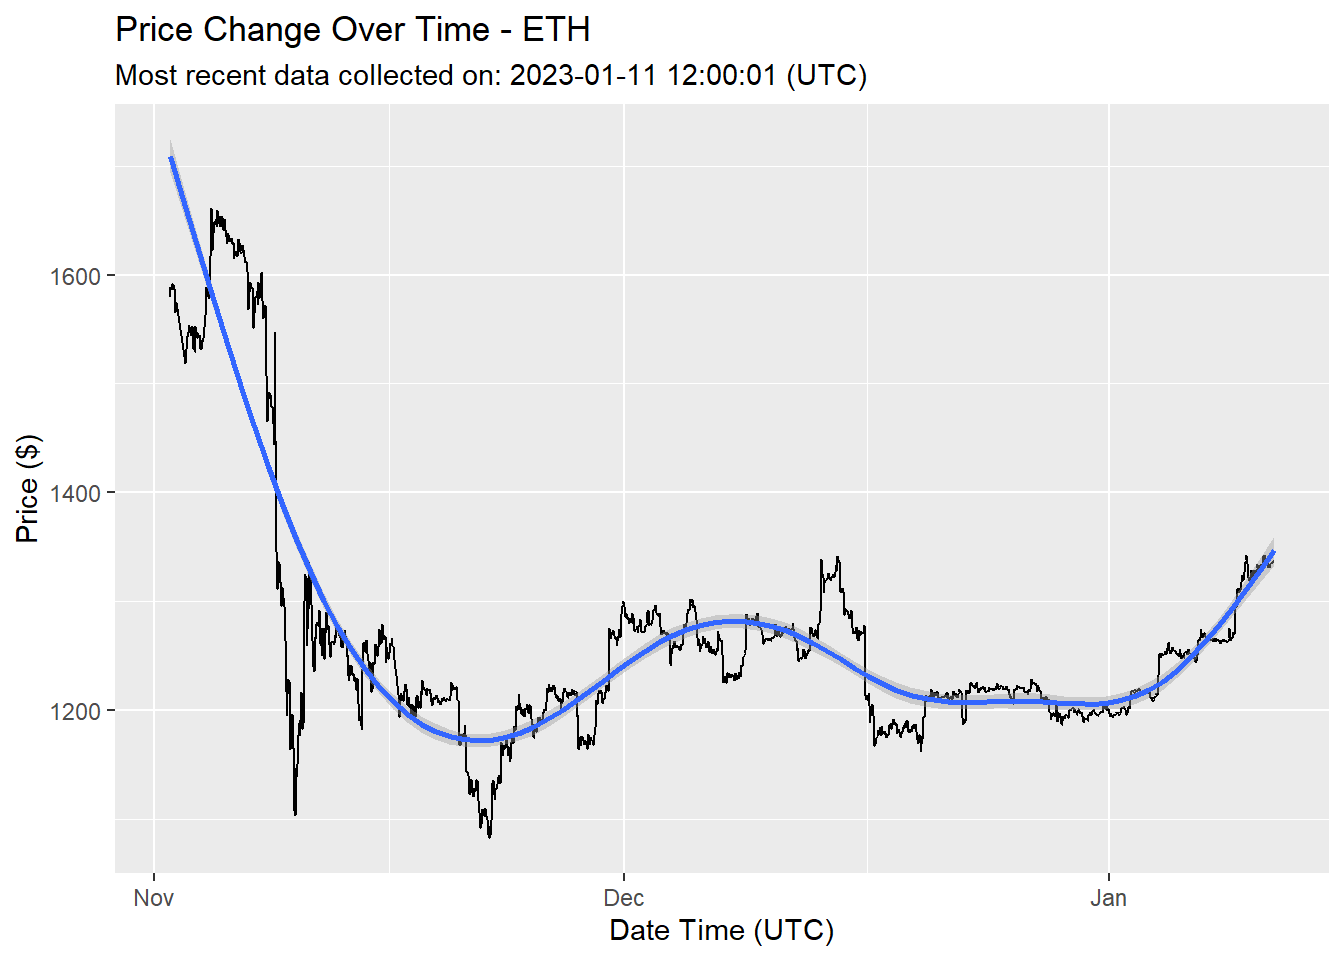 Price Change Over Time - ETH
Most recent data collected on: 2023-01-11 12:00:01 (UTC)
Price ($)
1600
1400
1200
Nov
Dec
Jan
Date Time (UTC)